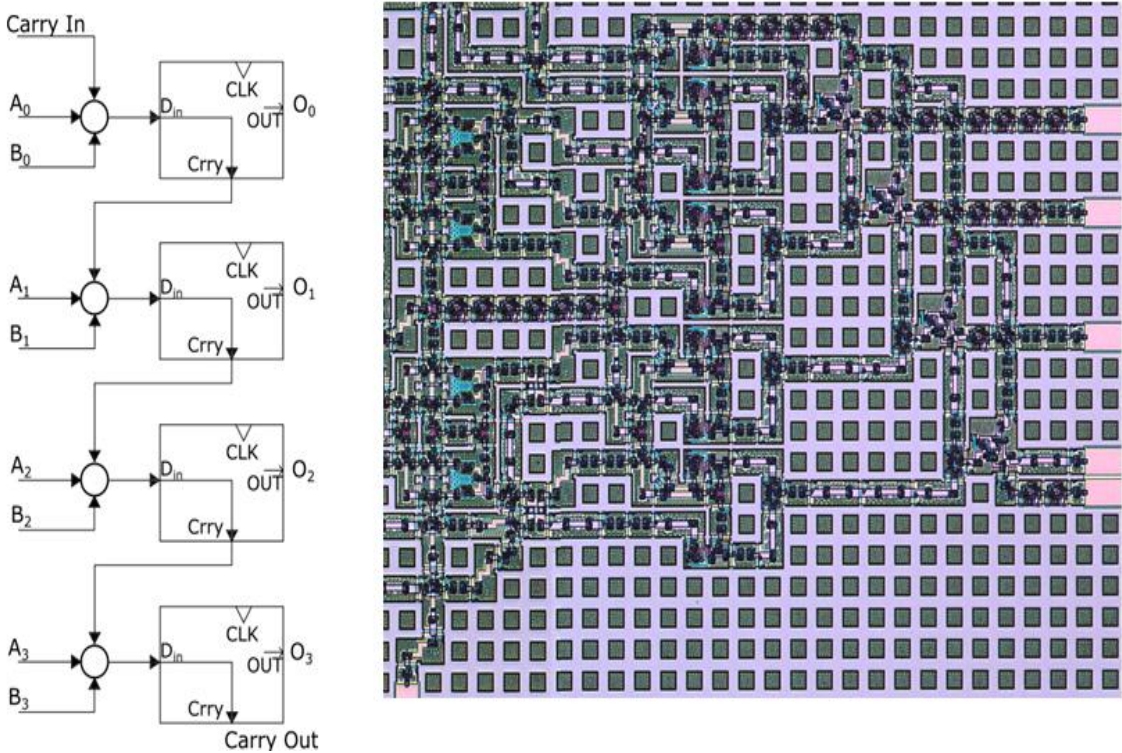 Carry In
A0
B0
Din
CLK
OUT
O0
Crry
A1
B1
Din
CLK
OUT
O1
Crry
A2
B2
Din
CLK
OUT
O2
Crry
A3
B3
Din
CLK
OUT
O3
Crry
Carry Out